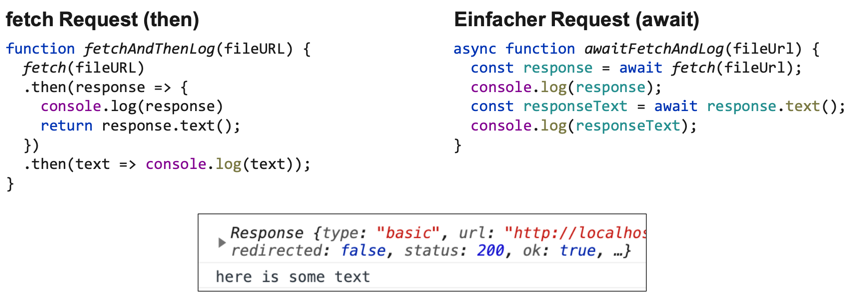 fetch Request (then)
function fetchAndThenLog(fileURL) {
  fetch(fileURL)
  .then(response => {
    console.log(response)
    return response.text();
  })
  .then(text => console.log(text));
}
Einfacher Request (await)
async function awaitFetchAndLog(fileUrl) {
  const response = await fetch(fileUrl);
  console.log(response);
  const responseText = await response.text();
  console.log(responseText);
}
Response {type: "basic", url: "http://localhos
redirected: false, status: 200, ok: true, …}
here is some text